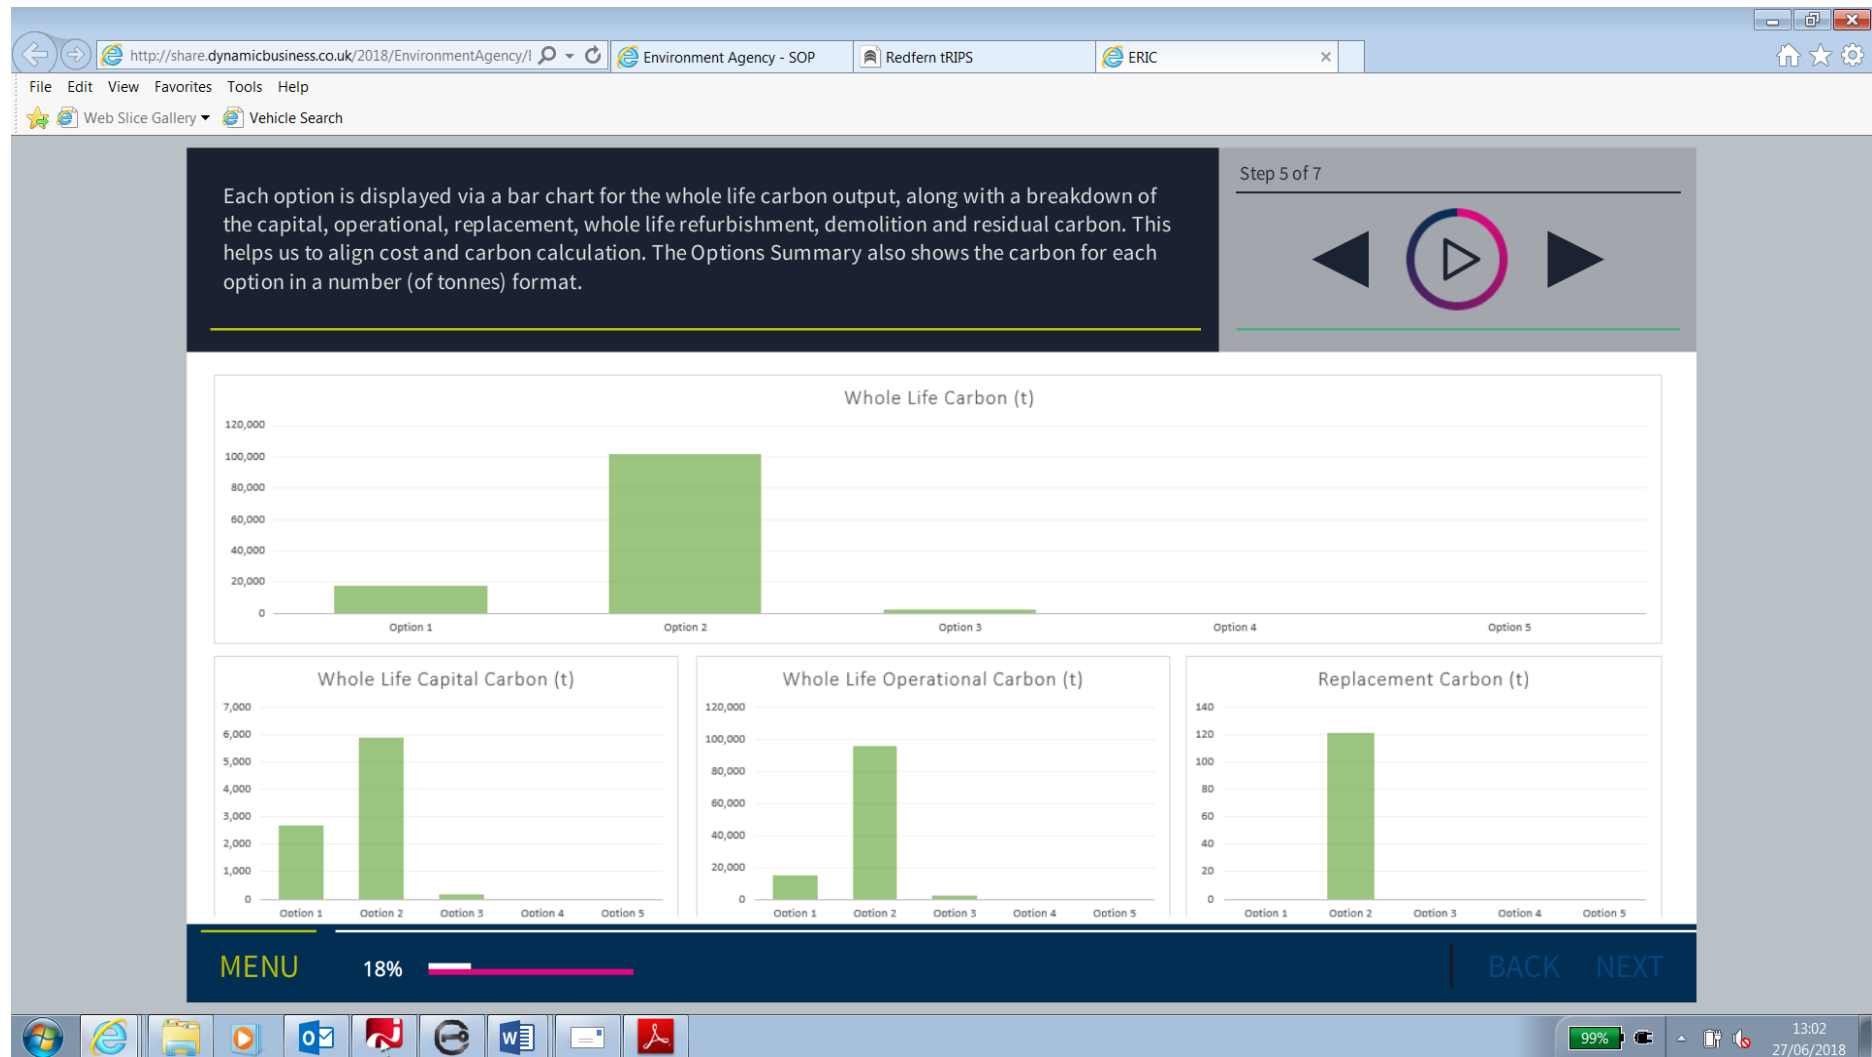 http://share.dynamicbusiness.co.uk/2018/EnvironmentAgency/
Environment Agency - SOP
Redfern tRIPS
ERIC
File Edit View Favorites Tools Help
Web Slice Gallery
Vehicle Search
Each option is displayed via a bar chart for the whole life carbon output, along with a breakdown of
the capital, operational, replacement, whole life refurbishment, demolition and residual carbon. This
helps us to align cost and carbon calculation. The Options Summary also shows the carbon for each
option in a number (of tonnes) format.
Step 5 of 7
Whole Life Carbon (t)
120,000
100,000
80,000
60,000
40,000
20,000
0
Option 1 Option 2 Option 3 Option 4 Option 5
Whole Life Capital Carbon (t)
7,000
6,000
5,000
4,000
3,000
2,000
1,000
0
Option 1 Option 2 Option 3 Option 4 Option 5
Whole Life Operational Carbon (t)
120,000
100,000
80,000
60,000
40,000
20,000
0
Option 1 Option 2 Option 3 Option 4 Option 5
Replacement Carbon (t)
140
120
100
80
60
40
20
0
Option 1 Option 2 Option 3 Option 4 Option 5
MENU
18%
BACK NEXT
99%
13:02
27/06/2018